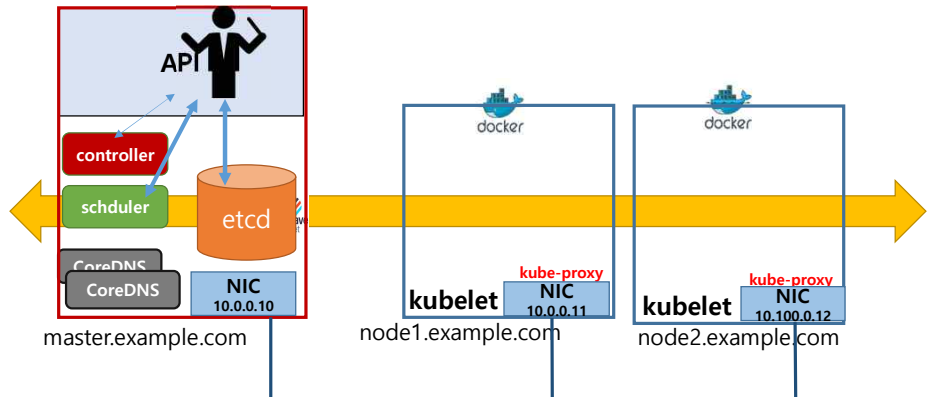 API
controller
schduler
etcd
CoreDNS
CoreDNS
NIC
10.0.0.10
master.example.com
docker
kube-proxy
kubelet
NIC
10.0.0.11
node1.example.com
docker
kube-proxy
kubelet
NIC
10.100.0.12
node2.example.com